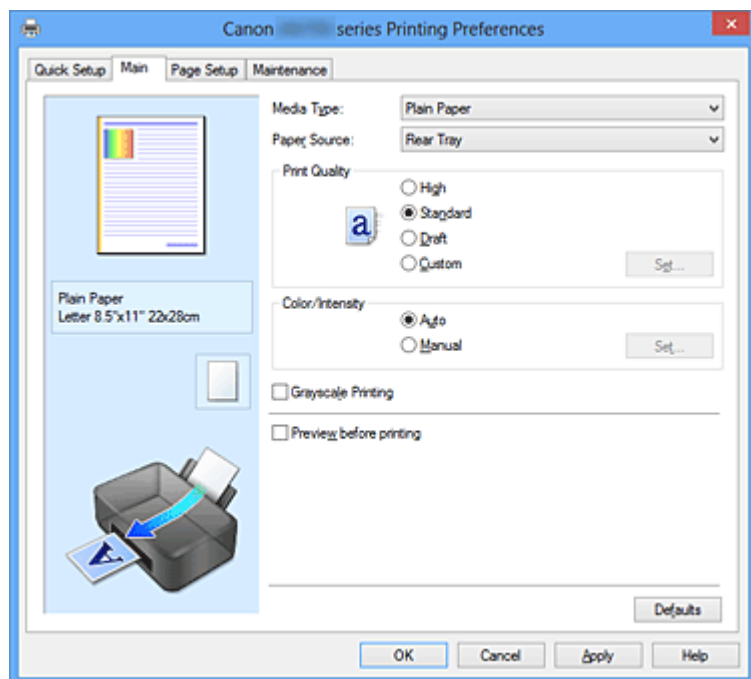 Canon series Printing Preferences
Quick Setup Main Page Setup Maintenance
Media Type: Plain Paper
Paper Source: Rear Tray
Print Quality
High
a Standard
Draft
Custom Set...
Plain Paper
Letter 8.5"x11" 22x28cm
Color/Intensity
Auto
Manual Set...
Grayscale Printing
Preview before printing
A
Defaults
OK Cancel Apply Help